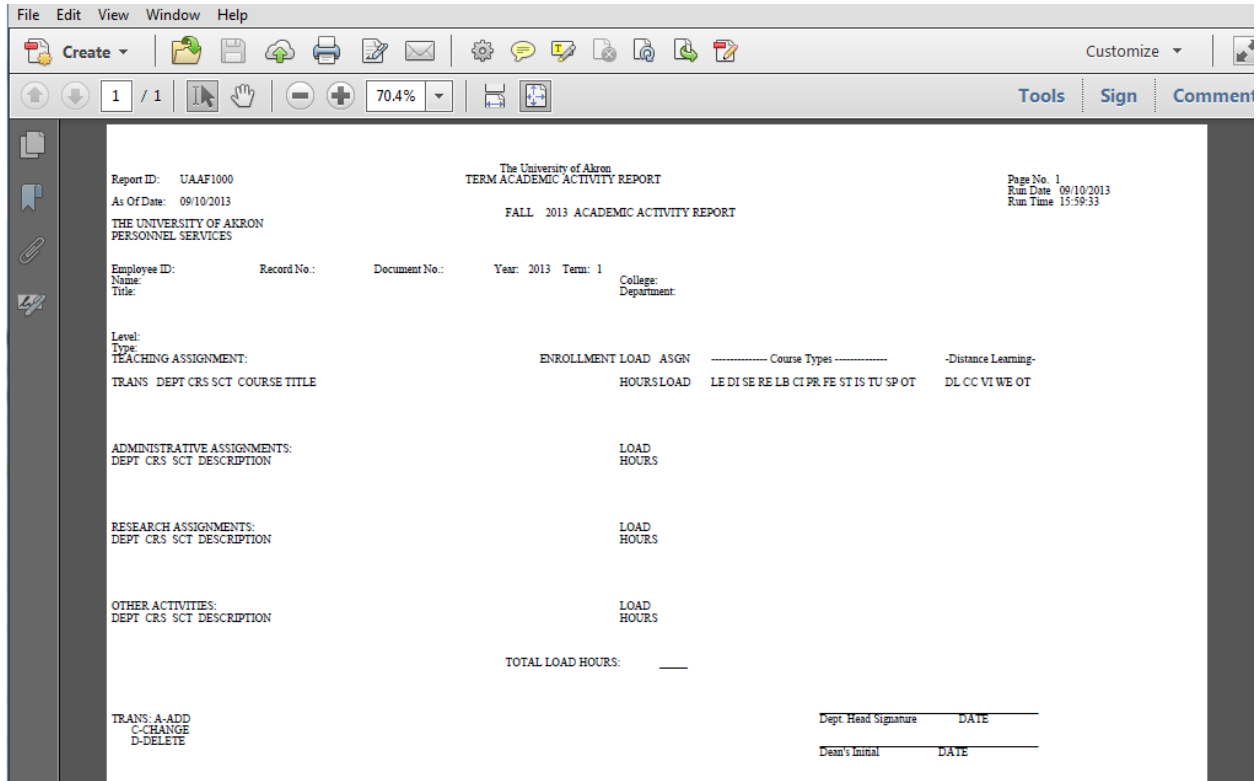 File Edit View Window Help
Create Customize
1 / 1 70.4% Tools Sign Comment
The University of Akron
Report ID: UAAF1000 TERM ACADEMIC ACTIVITY REPORT Page No. 1
Run Date 09/10/2013
As Of Date: 09/10/2013 Run Time 15:59:33
FALL 2013 ACADEMIC ACTIVITY REPORT
THE UNIVERSITY OF AKRON
PERSONNEL SERVICES
Employee ID: Record No.: Document No.: Year: 2013 Term: 1
Name: College:
Title: Department:
Level:
Type:
TEACHING ASSIGNMENT: ENROLLMENT LOAD ASGN --------------- Course Types -------------- -Distance Learning-
TRANS DEPT CRS SCT COURSE TITLE HOURS LOAD LE DI SE RE LB CI PR FE ST IS TU SP OT DL CC VI WE OT
ADMINISTRATIVE ASSIGNMENTS: LOAD
DEPT CRS SCT DESCRIPTION HOURS
RESEARCH ASSIGNMENTS: LOAD
DEPT CRS SCT DESCRIPTION HOURS
OTHER ACTIVITIES: LOAD
DEPT CRS SCT DESCRIPTION HOURS
TOTAL LOAD HOURS: ____
TRANS: A-ADD Dept. Head Signature DATE
C-CHANGE
D-DELETE
Dean's Initial DATE